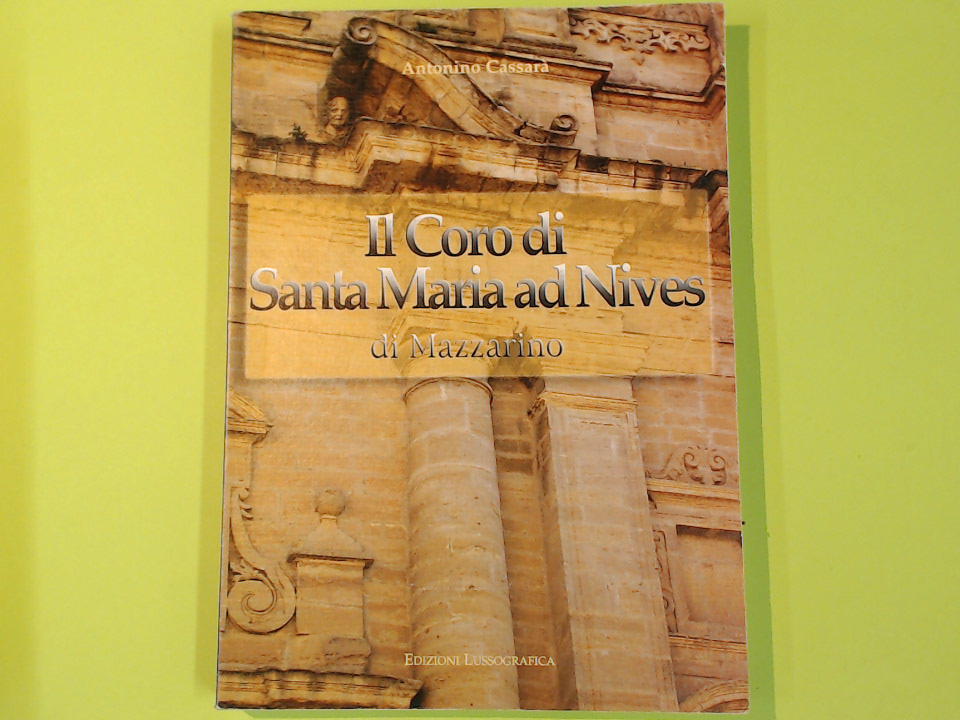 Antonino Cassarà
Il Coro di
Santa Maria ad Nives
di Mazzarino
Edizioni Lussografica